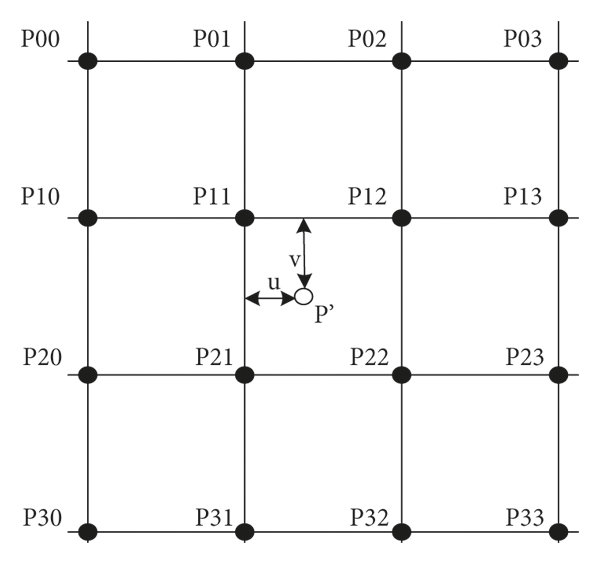 P00 P01 P02 P03
P10 P11 P12 P13
v
u
P’
P20 P21 P22 P23
P30 P31 P32 P33